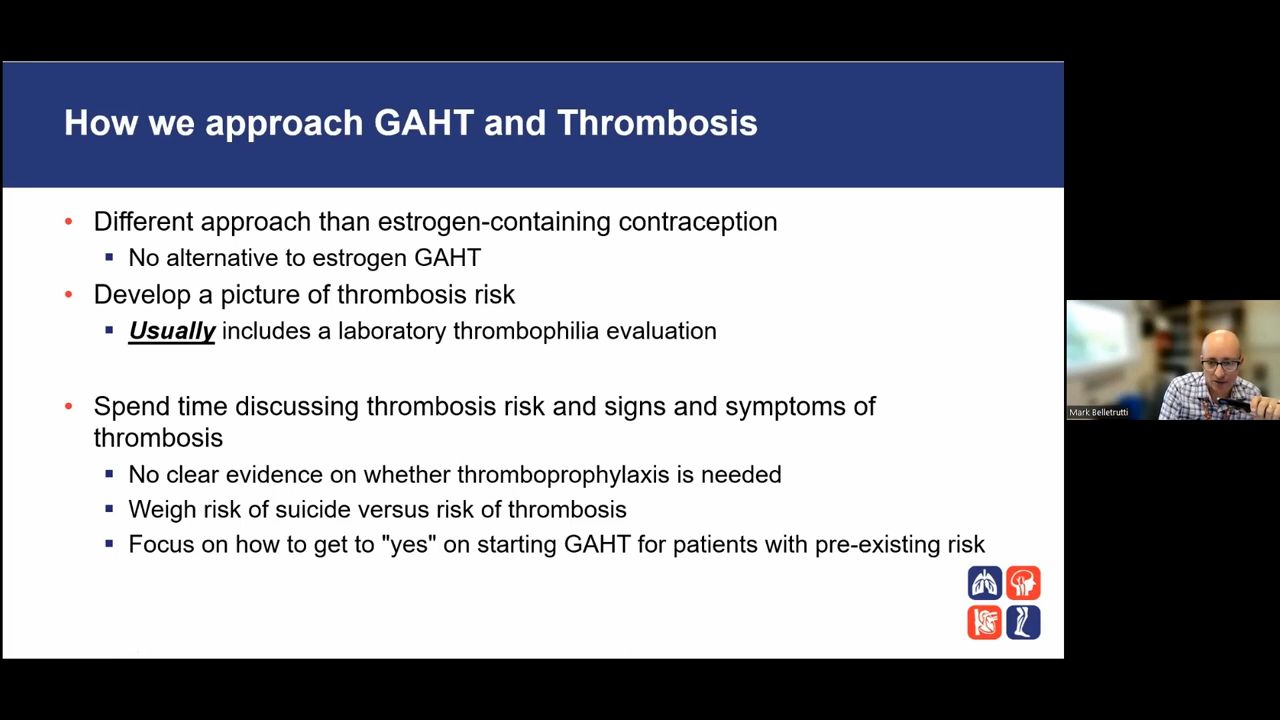 How we approach GAHT and Thrombosis
• Different approach than estrogen-containing contraception
▪ No alternative to estrogen GAHT
• Develop a picture of thrombosis risk
▪ Usually includes a laboratory thrombophilia evaluation
• Spend time discussing thrombosis risk and signs and symptoms of
thrombosis
▪ No clear evidence on whether thromboprophylaxis is needed
▪ Weigh risk of suicide versus risk of thrombosis
▪ Focus on how to get to "yes" on starting GAHT for patients with pre-existing risk
Mark Belletrutti